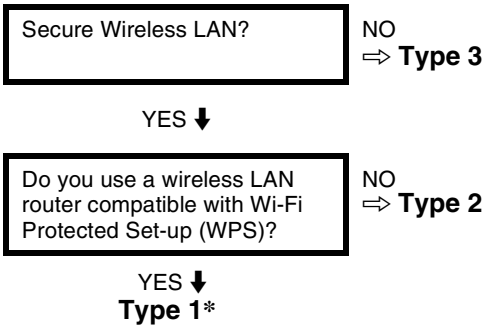 Secure Wireless LAN?
NO
⇨ Type 3
YES ⬇
Do you use a wireless LAN
router compatible with Wi-Fi
Protected Set-up (WPS)?
NO
⇨ Type 2
YES ⬇
Type 1*